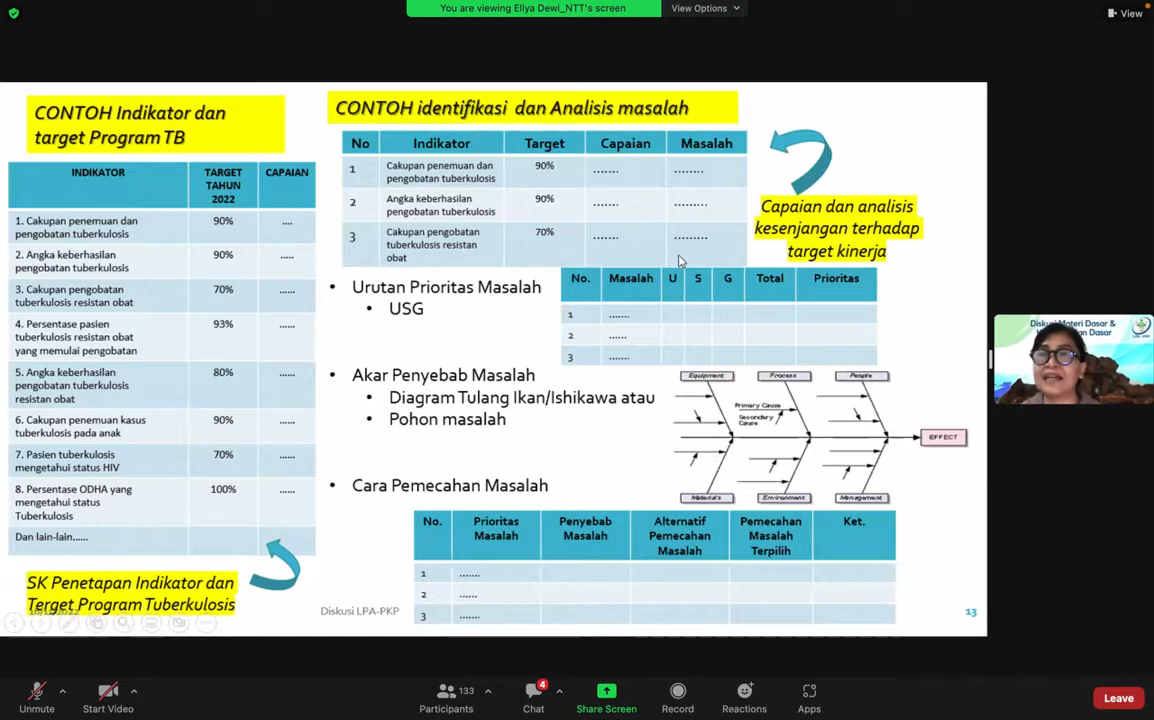 You are viewing Ellya Dewi_NTT's screen
View Options
View
CONTOH Indikator dan
target Program TB
INDIKATOR
TARGET
TAHUN
2022
CAPAIAN
1. Cakupan penemuan dan
pengobatan tuberkulosis
90%
....
2. Angka keberhasilan
pengobatan tuberkulosis
90%
.....
3. Cakupan pengobatan
tuberkulosis resistan obat
70%
......
4. Persentase pasien
tuberkulosis resistan obat
yang memulai pengobatan
93%
......
5. Angka keberhasilan
pengobatan tuberkulosis
resistan obat
80%
......
6. Cakupan penemuan kasus
tuberkulosis pada anak
90%
......
7. Pasien tuberkulosis
mengetahui status HIV
70%
......
8. Persentase ODHA yang
mengetahui status
Tuberkulosis
100%
......
Dan lain-lain......
SK Penetapan Indikator dan
Terget Program Tuberkulosis
CONTOH identifikasi dan Analisis masalah
No Indikator Target Capaian Masalah
1
Cakupan penemuan dan
pengobatan tuberkulosis
90%
.......
........
2
Angka keberhasilan
pengobatan tuberkulosis
90%
.......
.........
3
Cakupan pengobatan
tuberkulosis resistan
obat
70%
.......
.........
Capaian dan analisis
kesenjangan terhadap
target kinerja
• Urutan Prioritas Masalah
• USG
No. Masalah U S G Total Prioritas
1 .......
2 ......
3 .......
• Akar Penyebab Masalah
• Diagram Tulang Ikan/Ishikawa atau
• Pohon masalah
Equipment
Process
People
Primary Cause
Secondary
Cause
EFFECT
Materials
Environment
Management
• Cara Pemecahan Masalah
No.
Prioritas
Masalah
Penyebab
Masalah
Alternatif
Pemecahan
Masalah
Pemecahan
Masalah
Terpilih
Ket.
1 .......
2 ......
3 .......
Diskusi LPA-PKP
13
Diskusi Materi Dasar &
Dasar
Unmute
Start Video
133
Participants
4
Chat
Share Screen
Record
Reactions
Apps
Leave